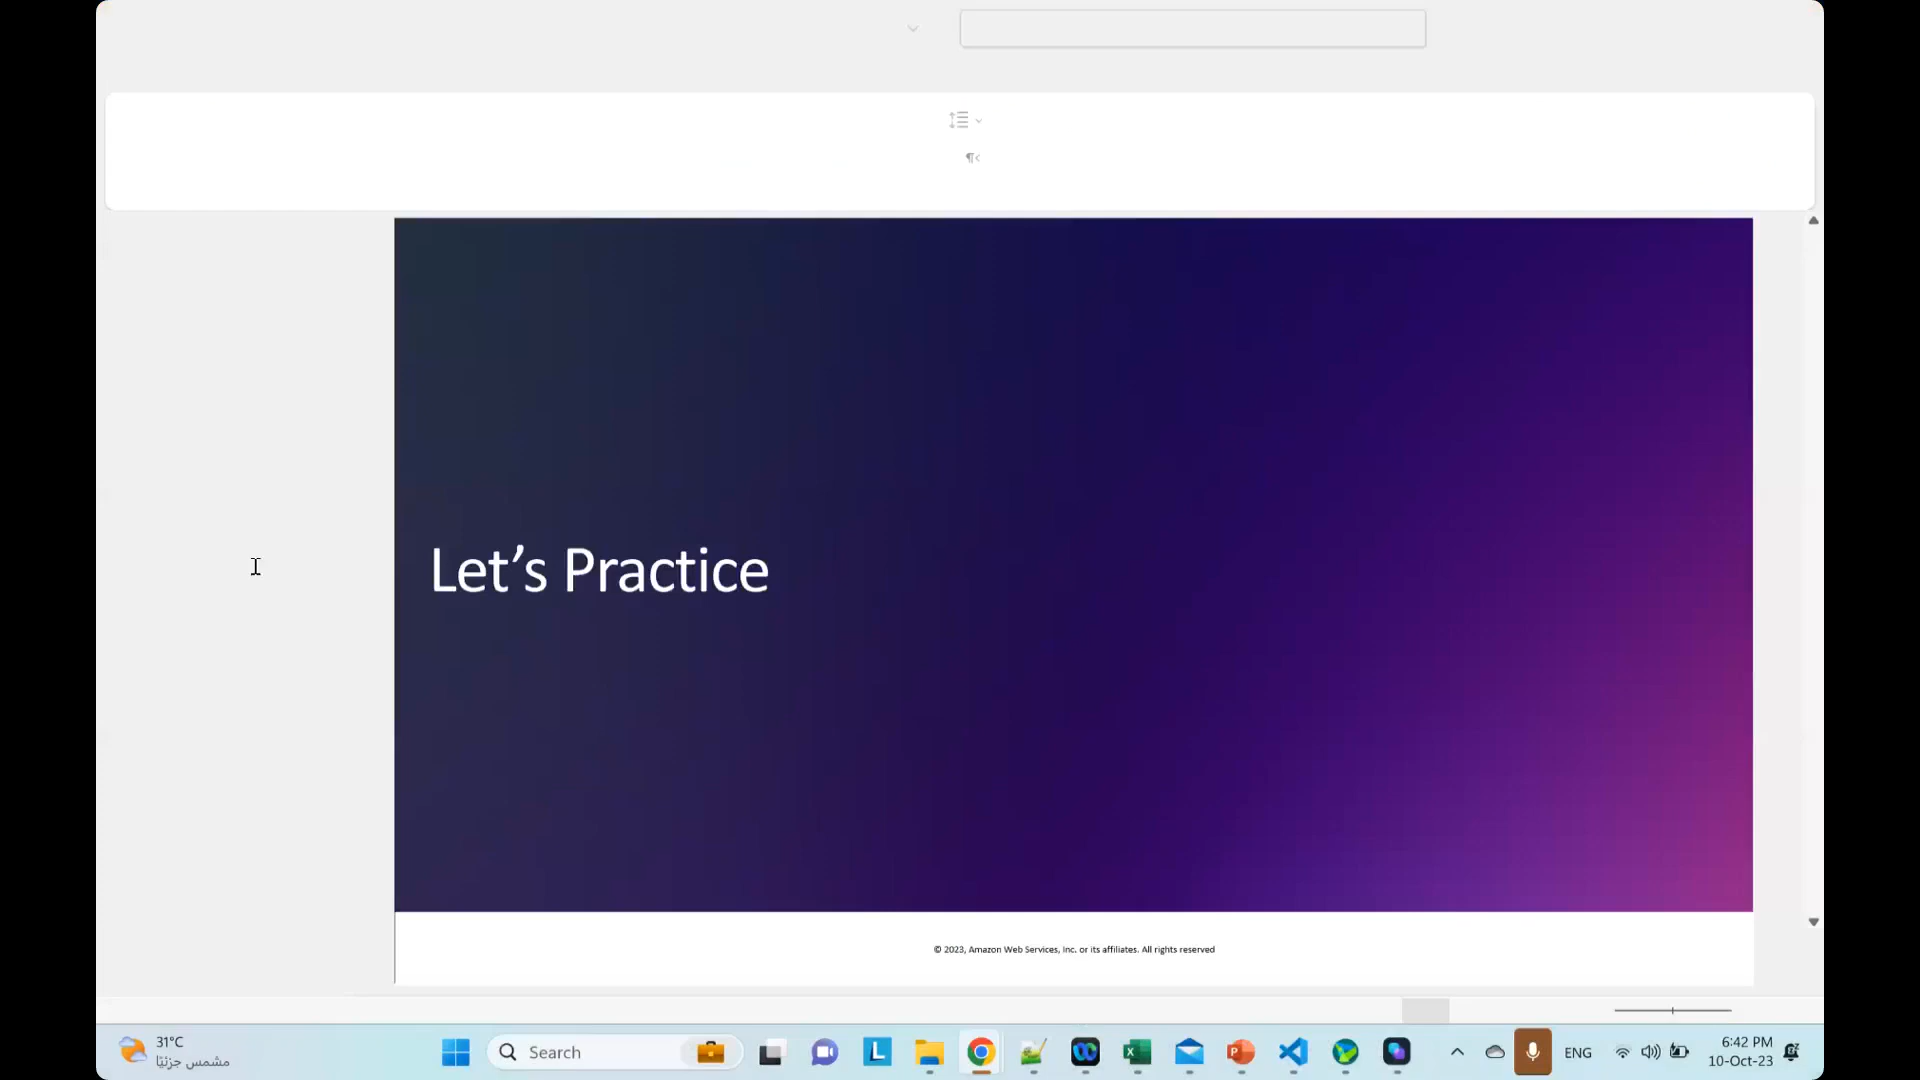 Let’s Practice
© 2023, Amazon Web Services, Inc. or its affiliates. All rights reserved
31°C
مشمس جزئيًا
Search
ENG
6:42 PM
10-Oct-23